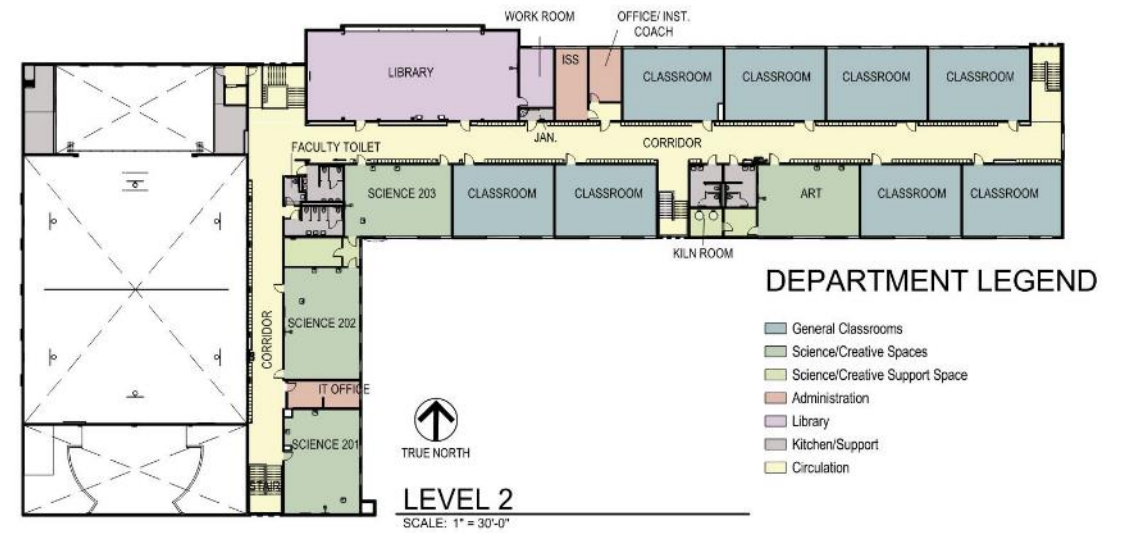 WORK ROOM
OFFICE/ INST.
COACH
LIBRARY
ISS
CLASSROOM
CLASSROOM
CLASSROOM
CLASSROOM
JAN.
CORRIDOR
FACULTY TOILET
SCIENCE 203
CLASSROOM
CLASSROOM
ART
CLASSROOM
CLASSROOM
KILN ROOM
SCIENCE 202
CORRIDOR
IT OFFICE
SCIENCE 201
STAIR
TRUE NORTH
LEVEL 2
SCALE: 1" = 30'-0"
DEPARTMENT LEGEND
General Classrooms
Science/Creative Spaces
Science/Creative Support Space
Administration
Library
Kitchen/Support
Circulation